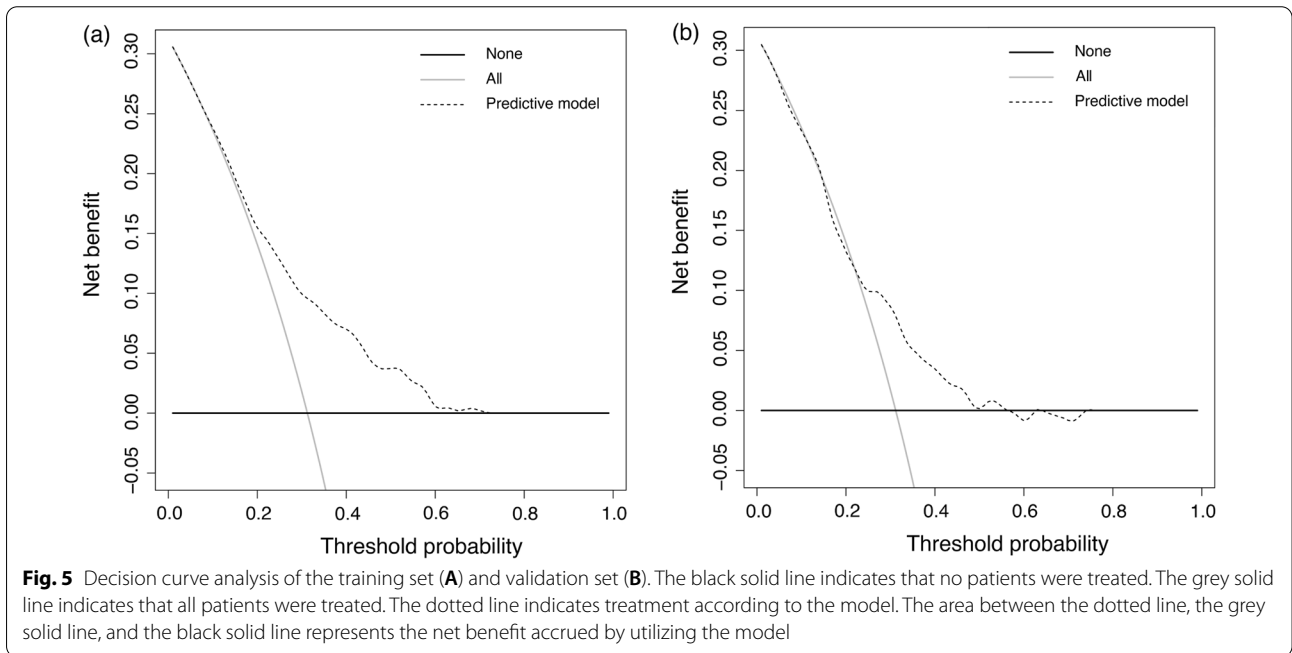 (a)
None
All
Predictive model
Net benefit
0.30
0.25
0.20
0.15
0.10
0.05
0.00
−0.05
0.0 0.2 0.4 0.6 0.8 1.0
Threshold probability
(b)
None
All
Predictive model
Net benefit
0.30
0.25
0.20
0.15
0.10
0.05
0.00
−0.05
0.0 0.2 0.4 0.6 0.8 1.0
Threshold probability
Fig. 5 Decision curve analysis of the training set (A) and validation set (B). The black solid line indicates that no patients were treated. The grey solid
line indicates that all patients were treated. The dotted line indicates treatment according to the model. The area between the dotted line, the grey
solid line, and the black solid line represents the net benefit accrued by utilizing the model